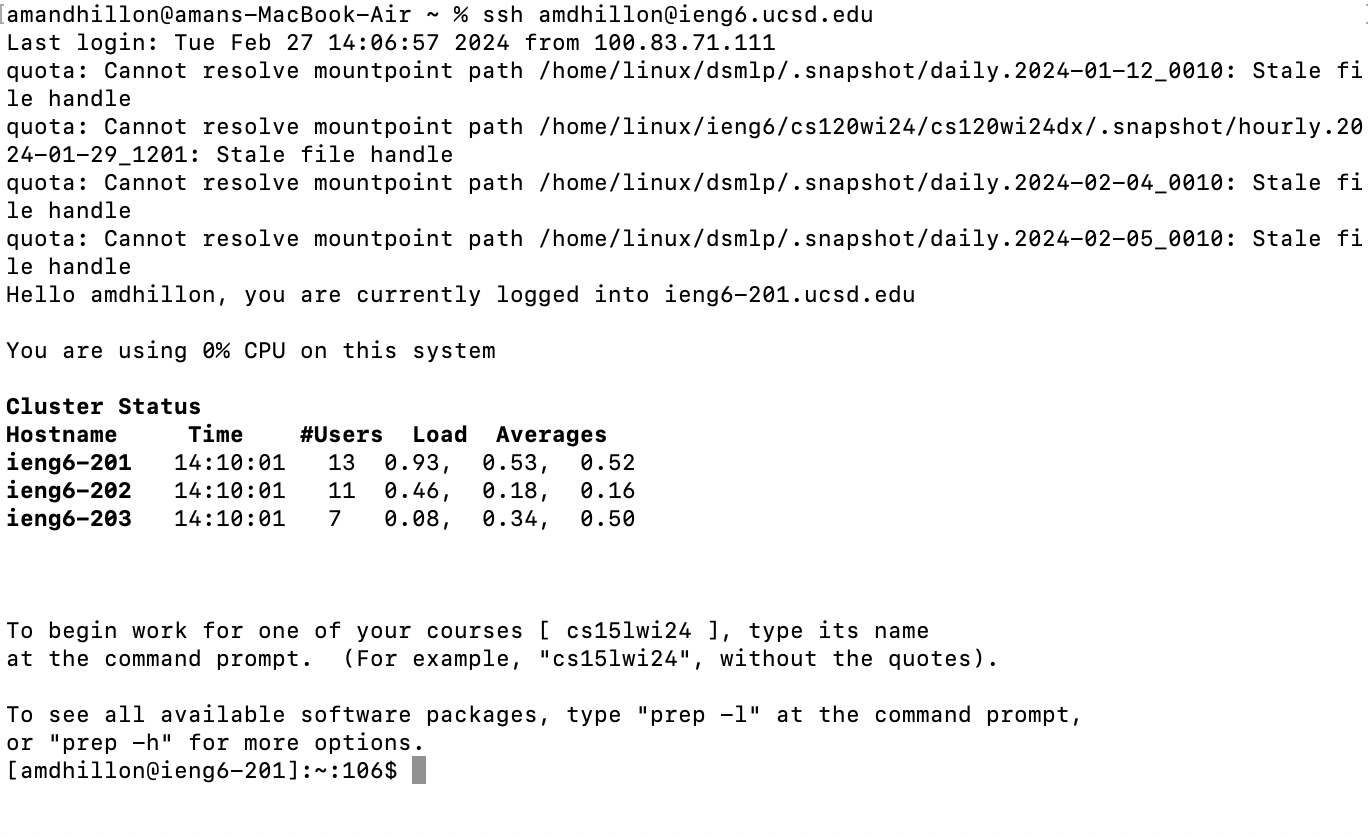 [amandhillon@amans-MacBook-Air ~ % ssh amdhillon@ieng6.ucsd.edu ]
Last login: Tue Feb 27 14:06:57 2024 from 100.83.71.111
quota: Cannot resolve mountpoint path /home/linux/dsmlp/.snapshot/daily.2024-01-12_0010: Stale fi
le handle
quota: Cannot resolve mountpoint path /home/linux/ieng6/cs120wi24/cs120wi24dx/.snapshot/hourly.20
24-01-29_1201: Stale file handle
quota: Cannot resolve mountpoint path /home/linux/dsmlp/.snapshot/daily.2024-02-04_0010: Stale fi
le handle
quota: Cannot resolve mountpoint path /home/linux/dsmlp/.snapshot/daily.2024-02-05_0010: Stale fi
le handle
Hello amdhillon, you are currently logged into ieng6-201.ucsd.edu
You are using 0% CPU on this system
Cluster Status
Hostname     Time    #Users  Load  Averages
ieng6-201   14:10:01   13  0.93,  0.53,  0.52
ieng6-202   14:10:01   11  0.46,  0.18,  0.16
ieng6-203   14:10:01   7   0.08,  0.34,  0.50
To begin work for one of your courses [ cs15lwi24 ], type its name
at the command prompt.  (For example, "cs15lwi24", without the quotes).
To see all available software packages, type "prep -l" at the command prompt,
or "prep -h" for more options.
[amdhillon@ieng6-201]:~:106$